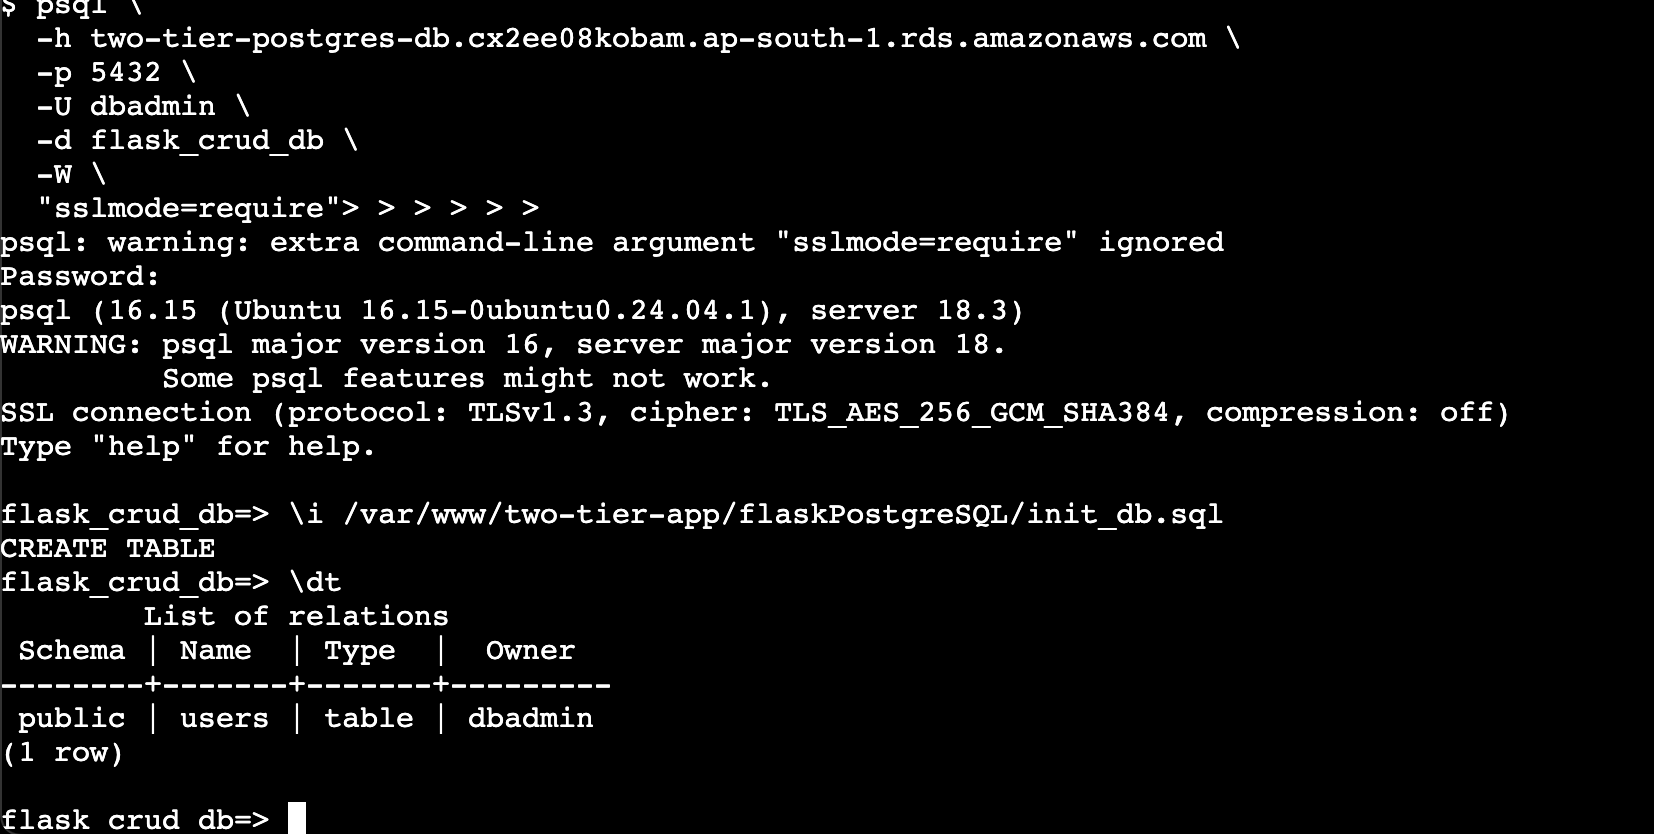 $ psql \
  -h two-tier-postgres-db.cx2ee08kobam.ap-south-1.rds.amazonaws.com \
  -p 5432 \
  -U dbadmin \
  -d flask_crud_db \
  -W \
  "sslmode=require"> > > > > >
psql: warning: extra command-line argument "sslmode=require" ignored
Password:
psql (16.15 (Ubuntu 16.15-0ubuntu0.24.04.1), server 18.3)
WARNING: psql major version 16, server major version 18.
         Some psql features might not work.
SSL connection (protocol: TLSv1.3, cipher: TLS_AES_256_GCM_SHA384, compression: off)
Type "help" for help.

flask_crud_db=> \i /var/www/two-tier-app/flaskPostgreSQL/init_db.sql
CREATE TABLE
flask_crud_db=> \dt
        List of relations
 Schema | Name  | Type  |  Owner
--------+-------+-------+---------
 public | users | table | dbadmin
(1 row)

flask_crud_db=>